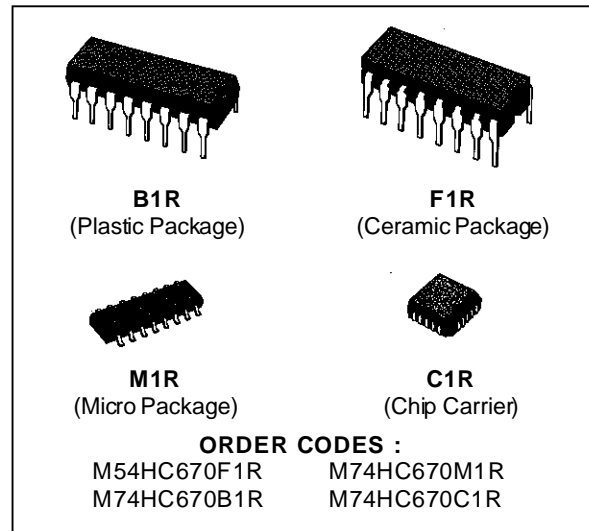 B1R
(Plastic Package)
F1R
(Ceramic Package)
M1R
(Micro Package)
C1R
(Chip Carrier)
ORDER CODES :
M54HC670F1R M74HC670M1R
M74HC670B1R M74HC670C1R